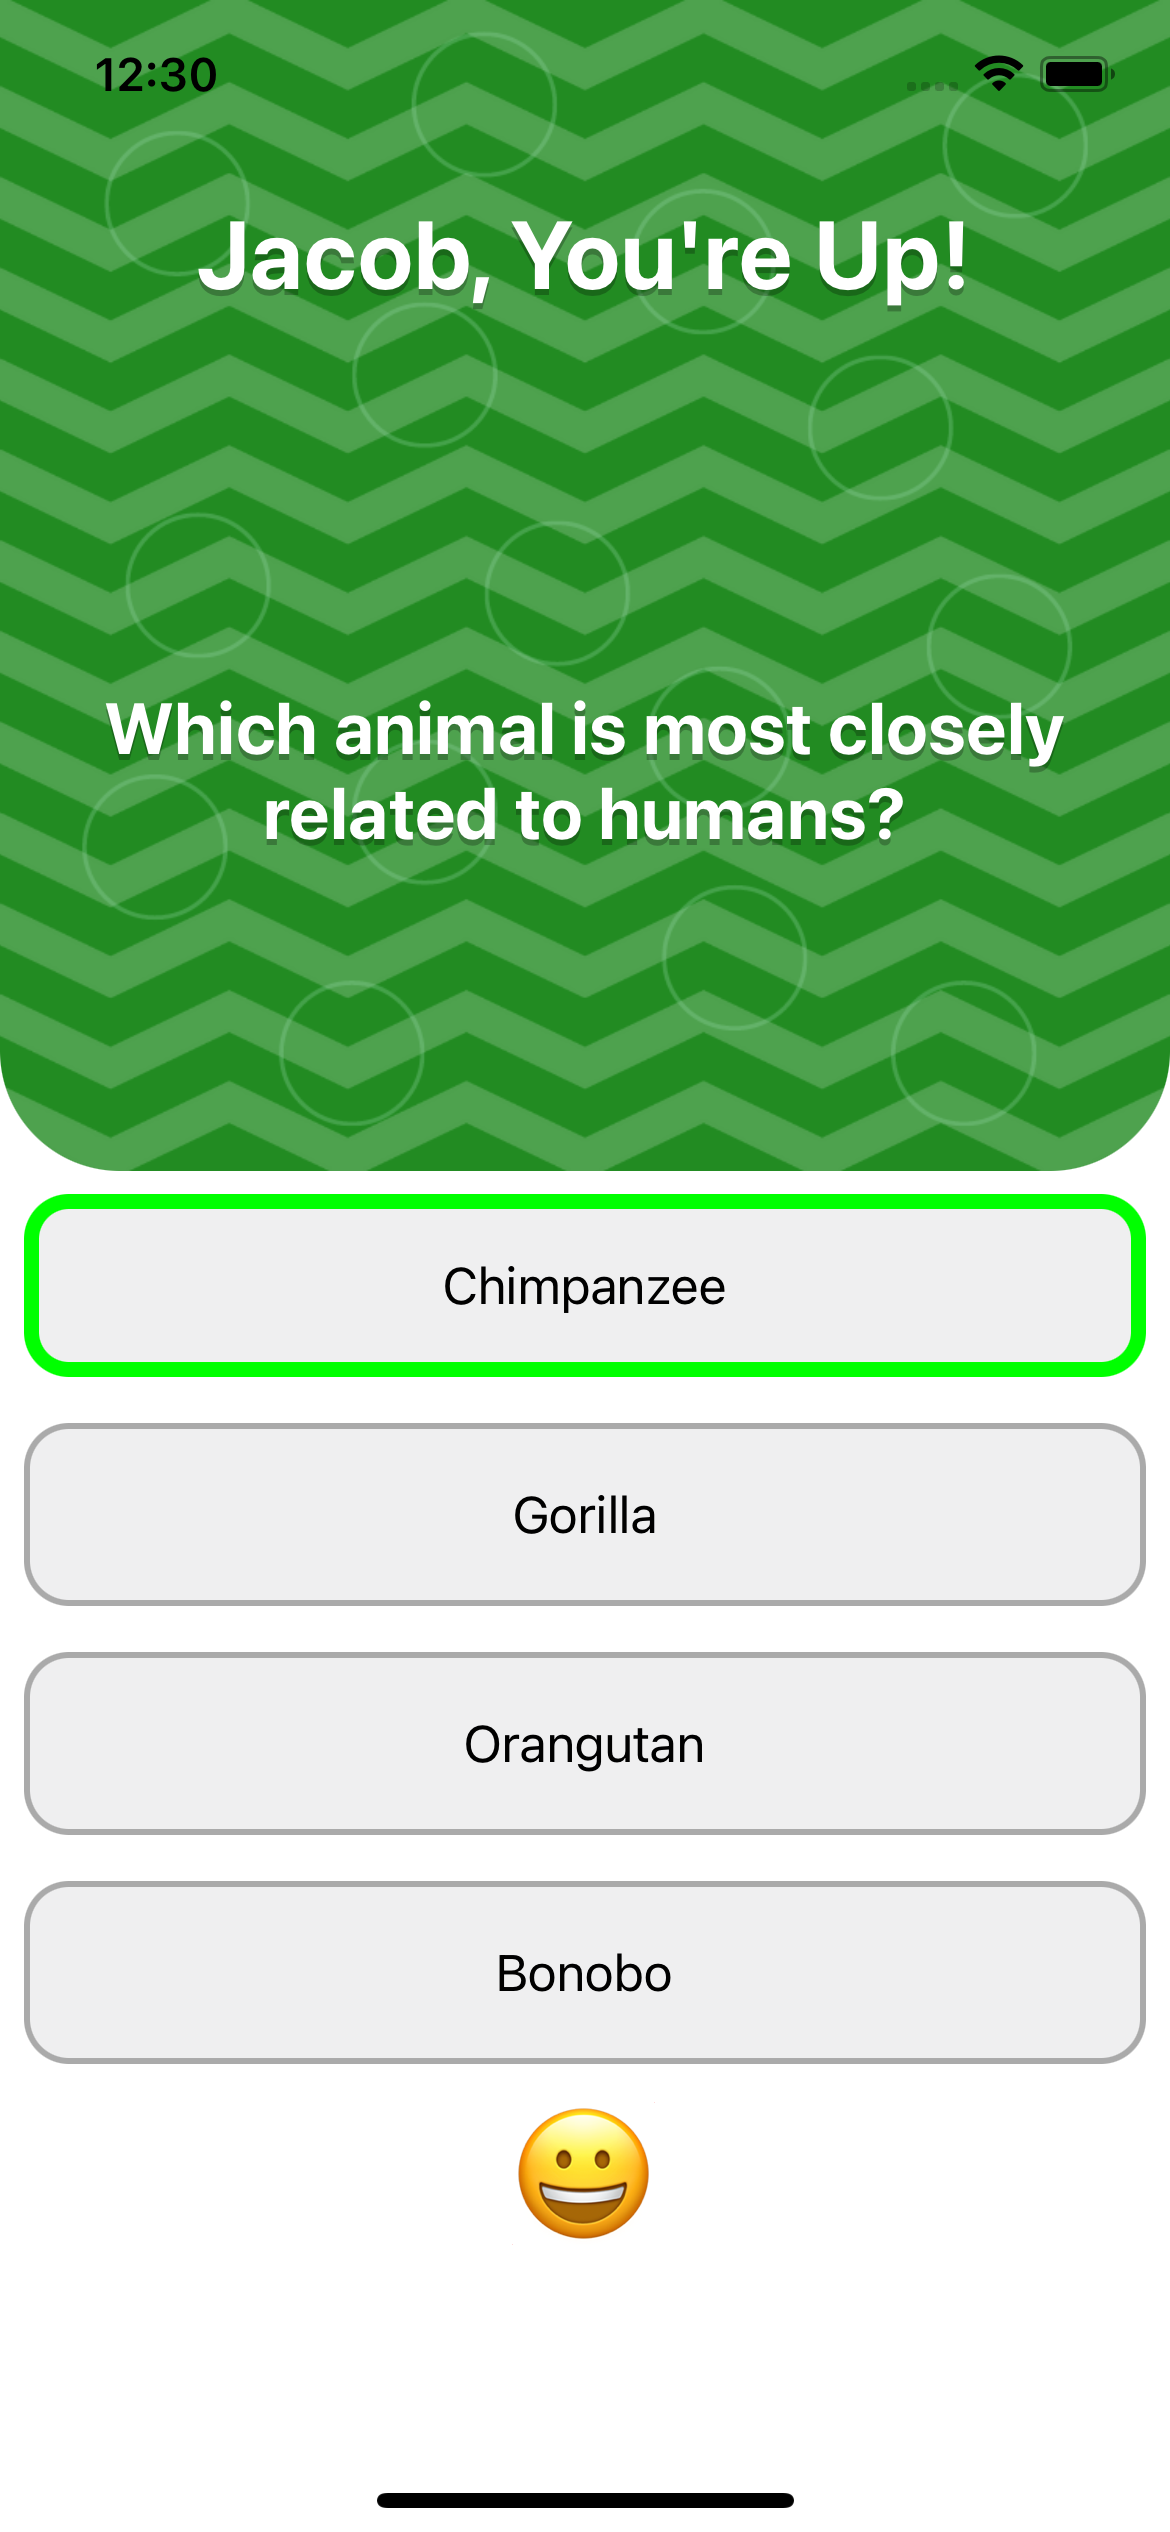 12:30
Jacob, You're Up!
Which animal is most closely
related to humans?
Chimpanzee
Gorilla
Orangutan
Bonobo